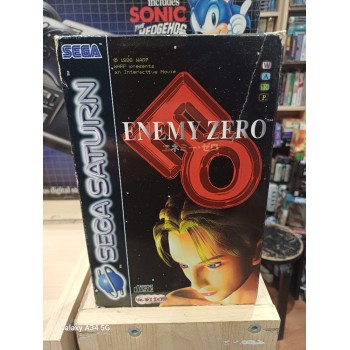 includes
SONIC
THE HEDGEHOG
SEGA
© 1996 WARP
WARP presents
an Interactive Movie
WARP
ENEMY ZERO
エネミー・ゼロ
SEGA SATURN
Galaxy A34 5G